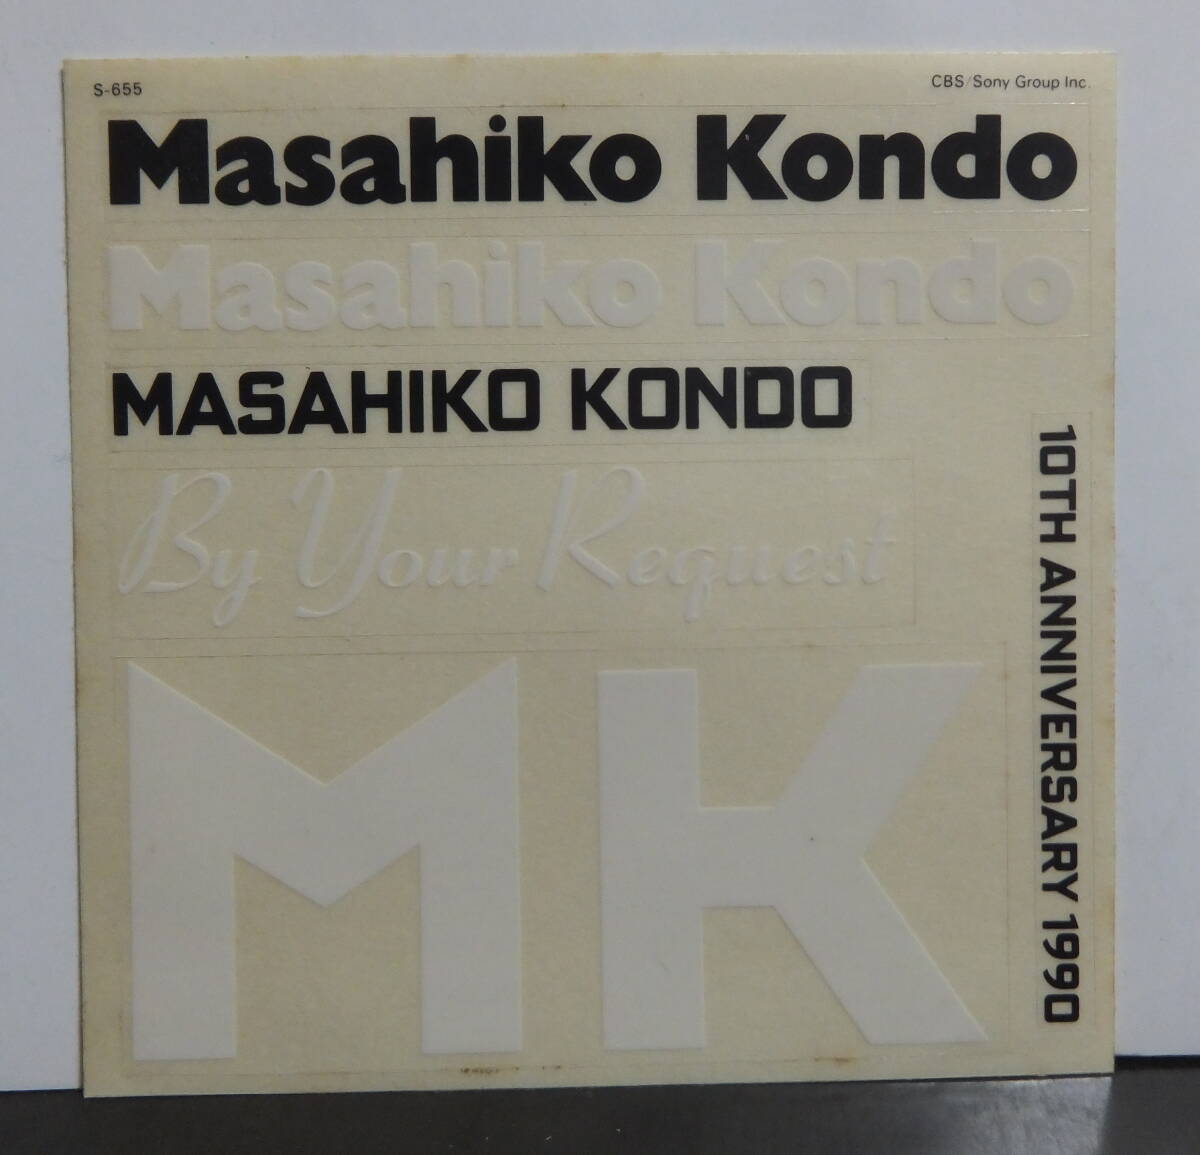 S-655
CBS/Sony Group Inc.
Masahiko Kondo
Masahiko Kondo
MASAHIKO KONDO
By Your Request
10TH ANNIVERSARY 1990
MK